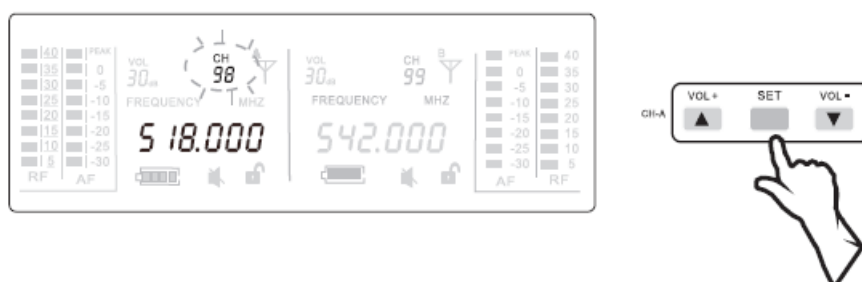 40 PEAK
35 0
30 -5
25 -10
20 -15
15 -20
10 -25
5 -30
RF AF
VOL
30dB
CH
98
A
FREQUENCY MHZ
518.000
VOL
30dB
CH
99
B
FREQUENCY MHZ
542.000
PEAK 40
0 35
-5 30
-10 25
-15 20
-20 15
-25 10
-30 5
AF RF
CH-A
VOL+ SET VOL-